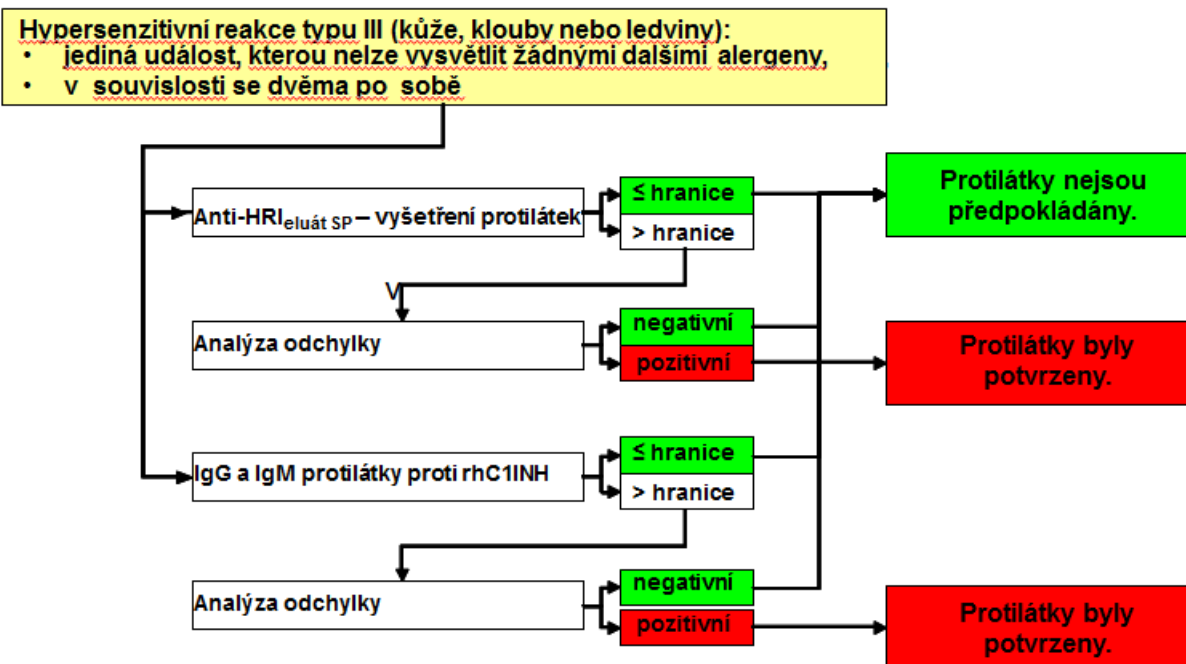 Hypersenzitivní reakce typu III (kůže, klouby nebo ledviny):
• jediná událost, kterou nelze vysvětlit žádnými dalšími alergeny,
• v souvislosti se dvěma po sobě
Anti-HRI eluát SP – vyšetření protilátek
≤ hranice
> hranice
Protilátky nejsou
předpokládány.
V
Analýza odchylky
negativní
pozitivní
Protilátky byly
potvrzeny.
IgG a IgM protilátky proti rhC1INH
≤ hranice
> hranice
Analýza odchylky
negativní
pozitivní
Protilátky byly
potvrzeny.